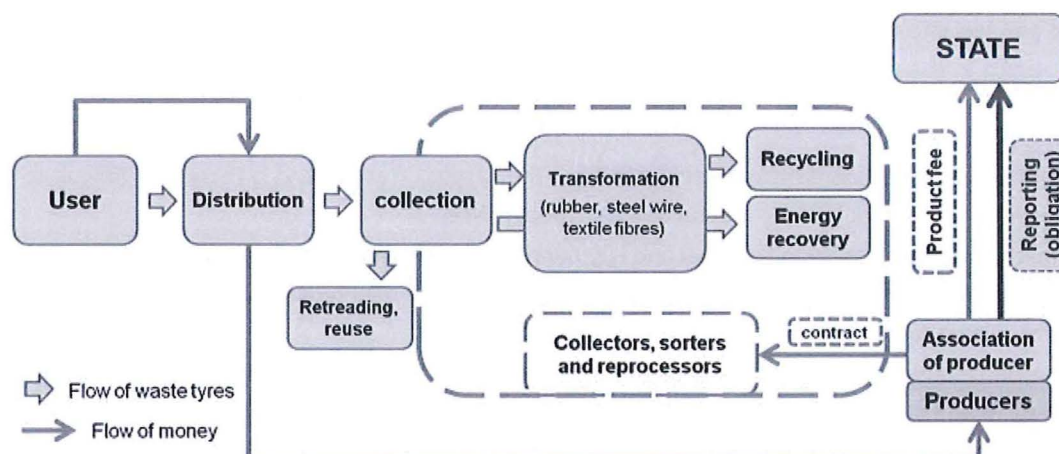 STATE
User
Distribution
collection
Transformation
(rubber, steel wire,
textile fibres)
Recycling
Energy
recovery
Retreading,
reuse
Collectors, sorters
and reprocessors
contract
Product fee
Reporting
(obligation)
Association
of producer
Producers
Flow of waste tyres
Flow of money